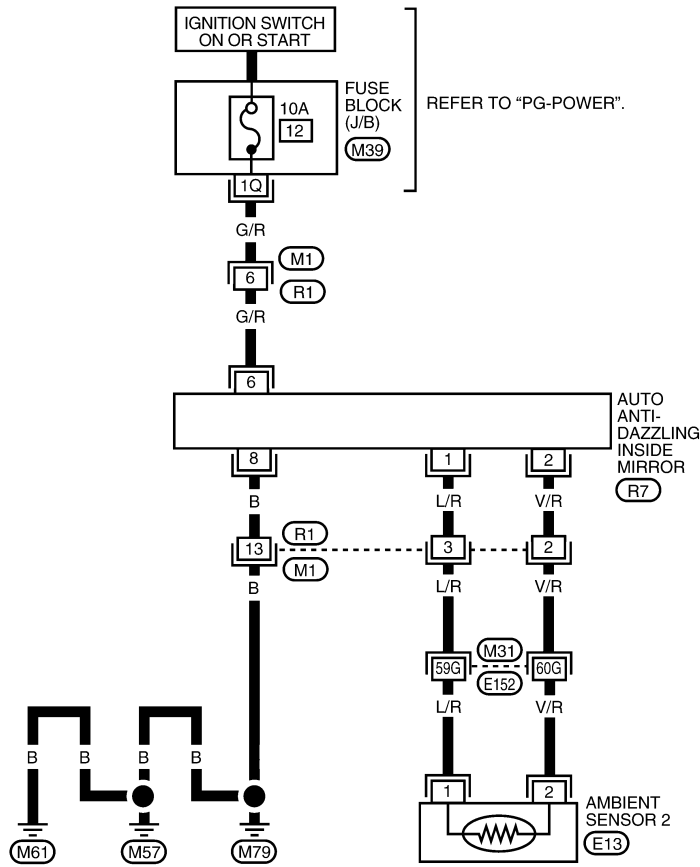 IGNITION SWITCH
ON OR START
10A
12
FUSE
BLOCK
(J/B)
M39
REFER TO “PG-POWER”.
1Q
G/R
M1
6
R1
G/R
6
AUTO
ANTI-
DAZZLING
INSIDE
MIRROR
R7
8
1
2
B
L/R
V/R
R1
13
3
2
M1
B
L/R
V/R
M31
59G
60G
E152
L/R
V/R
B
B
B
B
1
2
AMBIENT
SENSOR 2
E13
M61
M57
M79